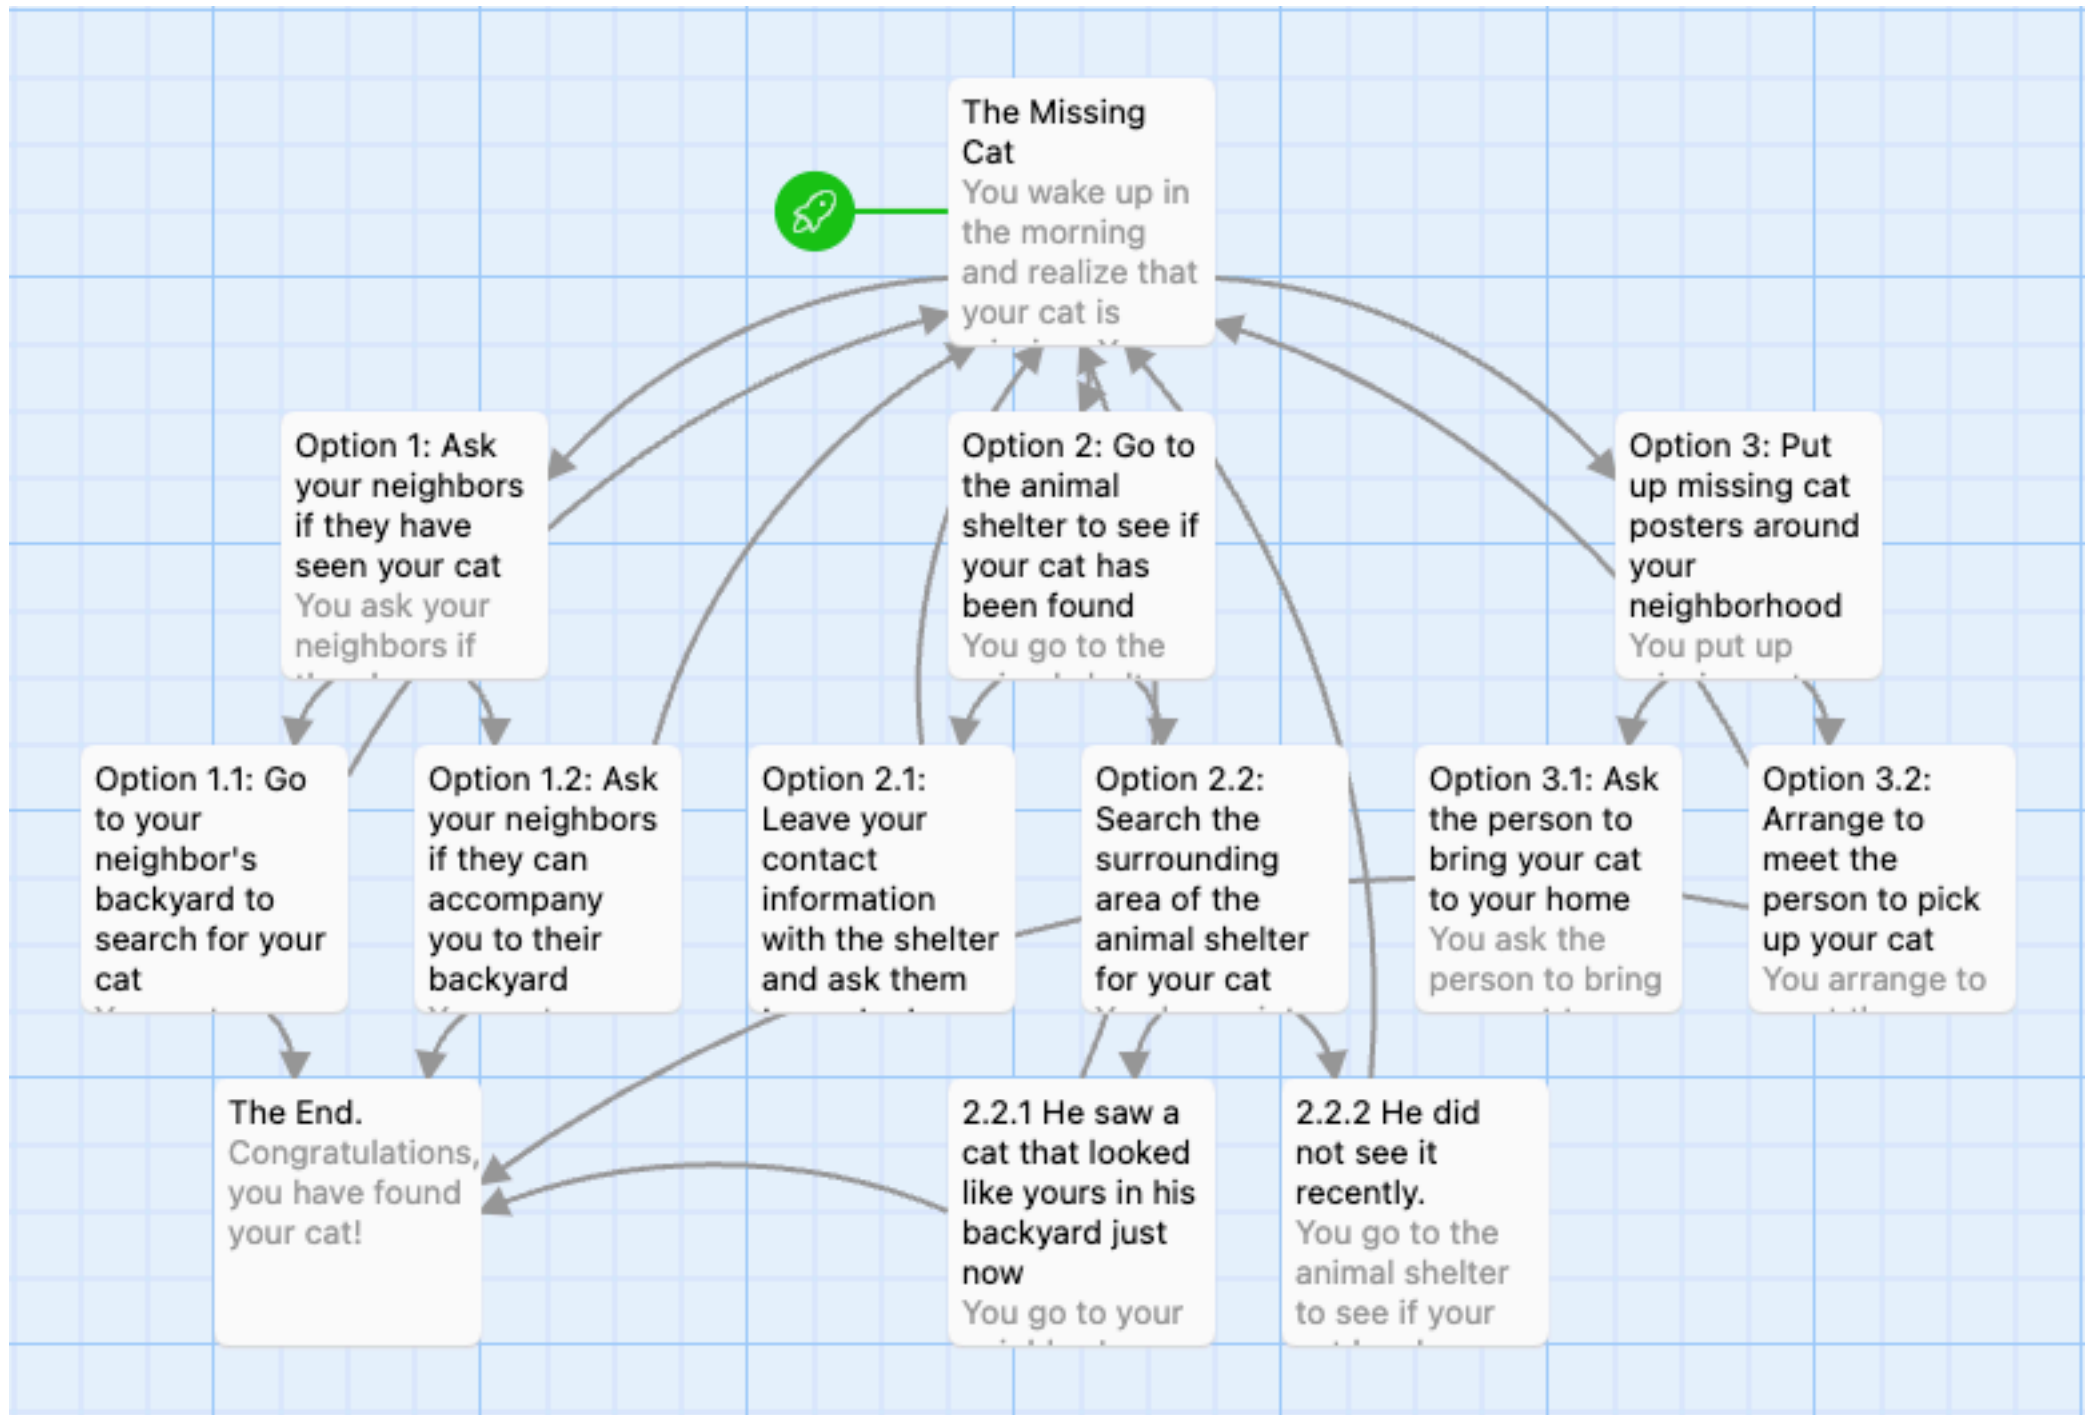 The Missing
Cat
You wake up in
the morning
and realize that
your cat is
Option 1: Ask
your neighbors
if they have
seen your cat
You ask your
neighbors if
Option 2: Go to
the animal
shelter to see if
your cat has
been found
You go to the
Option 3: Put
up missing cat
posters around
your
neighborhood
You put up
Option 1.1: Go
to your
neighbor's
backyard to
search for your
cat
Option 1.2: Ask
your neighbors
if they can
accompany
you to their
backyard
Option 2.1:
Leave your
contact
information
with the shelter
and ask them
Option 2.2:
Search the
surrounding
area of the
animal shelter
for your cat
Option 3.1: Ask
the person to
bring your cat
to your home
You ask the
person to bring
Option 3.2:
Arrange to
meet the
person to pick
up your cat
You arrange to
The End.
Congratulations,
you have found
your cat!
2.2.1 He saw a
cat that looked
like yours in his
backyard just
now
You go to your
2.2.2 He did
not see it
recently.
You go to the
animal shelter
to see if your